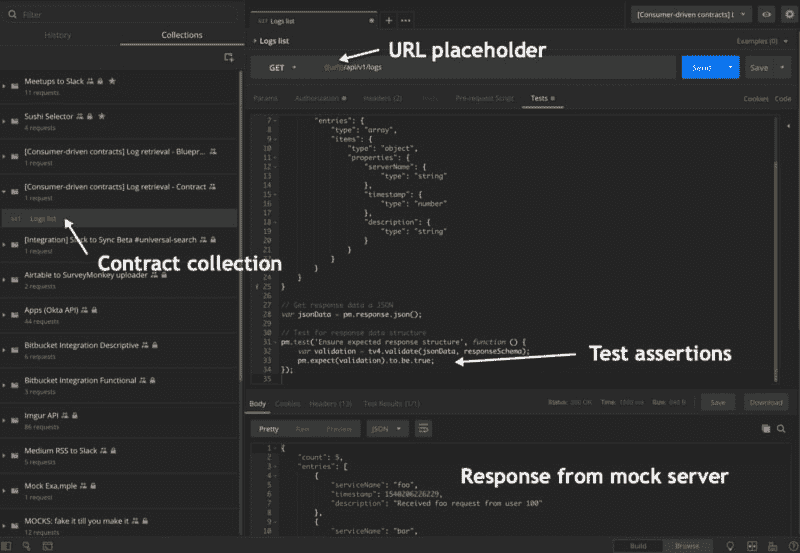 Filter
History
Collections
Meetups to Slack
11 requests
Sushi Selector
4 requests
[Consumer-driven contracts] Log retrieval - Bluepr...
1 request
[Consumer-driven contracts] Log retrieval - Contract
1 request
GET Logs list
[Integration] Slack to Sync Beta #universal-search
1 request
Contract collection
Airtable to SurveyMonkey uploader
2 requests
Apps (Okta API)
44 requests
Bitbucket Integration Descriptive
6 requests
Bitbucket Integration Functional
3 requests
Imgur API
86 requests
Medium RSS to Slack
5 requests
Mock Exa,mple
3 requests
MOCKS: fake it till you make it
12 requests
GET Logs list
[Consumer-driven contracts] L
Logs list
Examples (0)
URL placeholder
GET
{{url}}/api/v1/logs
Send
Save
Params Authorization Headers (2) Body Pre-request Script Tests
Cookies Code
7 "entries": {
8 "type": "array",
9 "items": {
10 "type": "object",
11 "properties": {
12 "serverName": {
13 "type": "string"
14 },
15 "timestamp": {
16 "type": "number"
17 },
18 "description": {
19 "type": "string"
20 }
21 }
22 }
23 }
24 }
25 }
26
27 // Get response data a JSON
28 var jsonData = pm.response.json();
29
30 // Test for response data structure
31 pm.test('Ensure expected response structure', function () {
32 var validation = tv4.validate(jsonData, responseSchema);
33 pm.expect(validation).to.be.true;
34 });
35
Test assertions
Body Cookies Headers (13) Test Results (1/1)
Status: 200 OK Time:
Size:
Save
Download
Pretty Raw Preview JSON
1 {
2 "count": 5,
3 "entries": [
4 {
5 "serviceName": "foo",
6 "timestamp": 1540206226229,
7 "description": "Received foo request from user 100"
8 },
9 {
10 "serviceName": "bar",
Response from mock server
Build
Browse